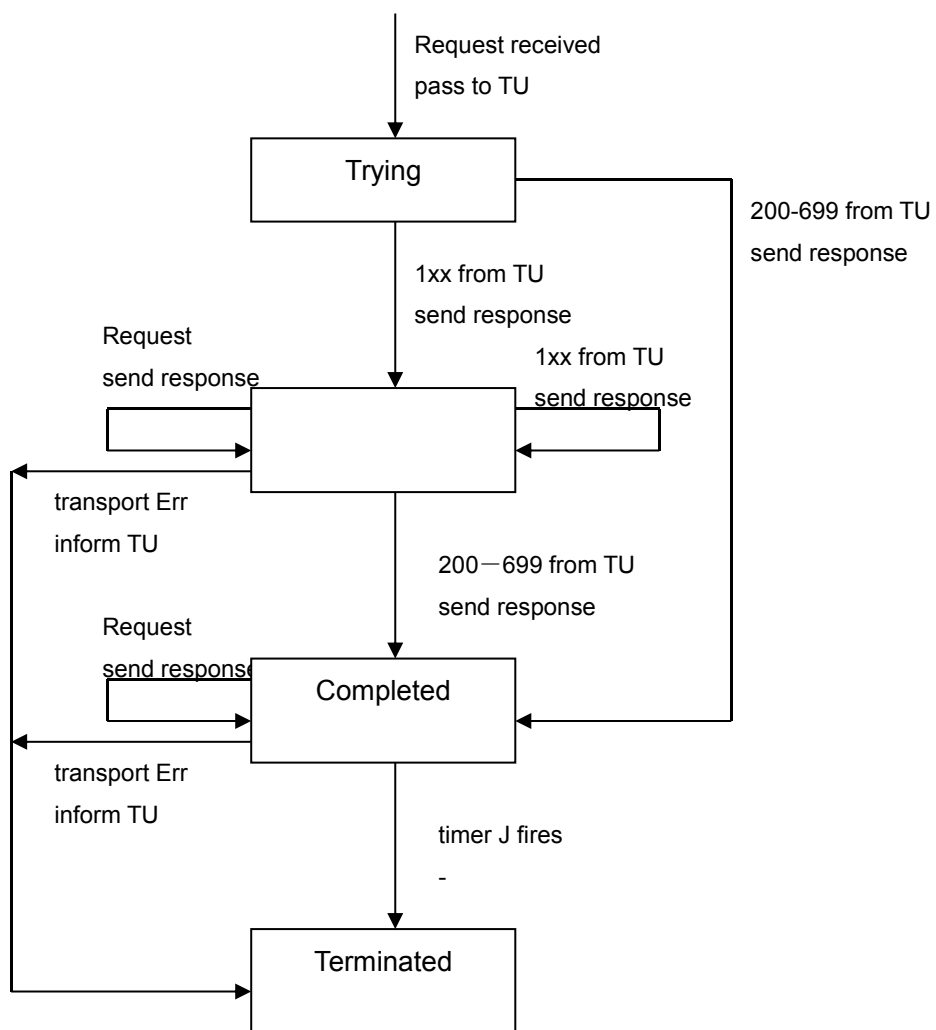 Request received
pass to TU
Trying
200-699 from TU
send response
1xx from TU
send response
Request
send response
1xx from TU
send response
transport Err
inform TU
200－699 from TU
send response
Request
send response
Completed
transport Err
inform TU
timer J fires
-
Terminated